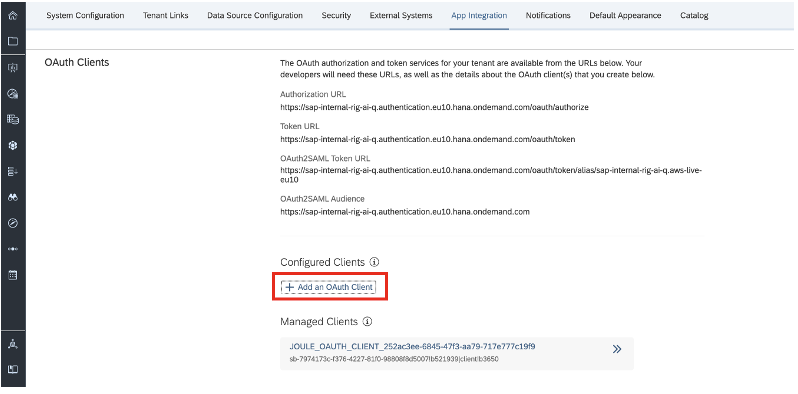 System Configuration
Tenant Links
Data Source Configuration
Security
External Systems
App Integration
Notifications
Default Appearance
Catalog
OAuth Clients
The OAuth authorization and token services for your tenant are available from the URLs below. Your
developers will need these URLs, as well as the details about the OAuth client(s) that you create below.
Authorization URL
https://sap-internal-rig-ai-q.authentication.eu10.hana.ondemand.com/oauth/authorize
Token URL
https://sap-internal-rig-ai-q.authentication.eu10.hana.ondemand.com/oauth/token
OAuth2SAML Token URL
https://sap-internal-rig-ai-q.authentication.eu10.hana.ondemand.com/oauth/token/alias/sap-internal-rig-ai-q.aws-live-
eu10
OAuth2SAML Audience
https://sap-internal-rig-ai-q.authentication.eu10.hana.ondemand.com
Configured Clients
+ Add an OAuth Client
Managed Clients
JOULE_OAUTH_CLIENT_252ac3ee-6845-47f3-aa79-717e777c19f9
sb-7974173c-f376-4227-81f0-98808f8d5007!b521939|client!b3650